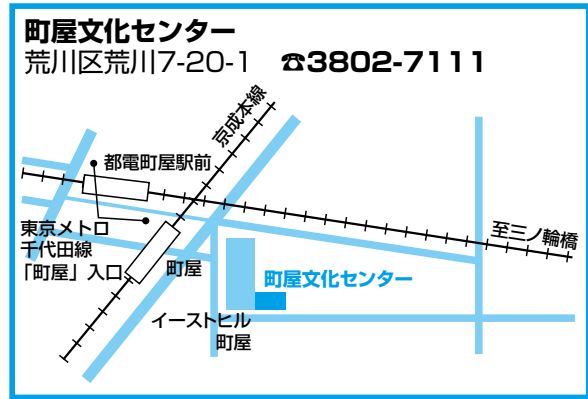 町屋文化センター
荒川区荒川7-20-1 ☎3802-7111
京成本線
都電町屋駅前
東京メトロ
千代田線
「町屋」入口
町屋
至三ノ輪橋
町屋文化センター
イーストヒル
町屋